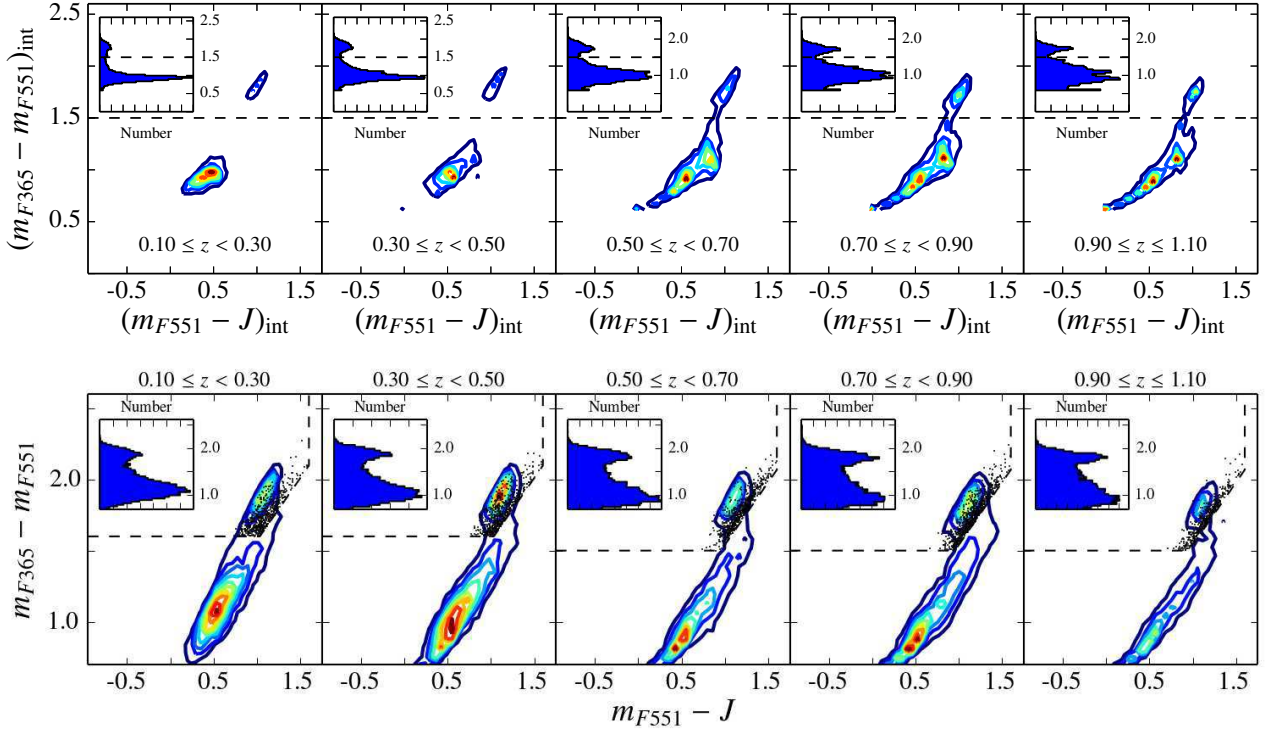 2.5
2.5
1.5
0.5
Number
2.5
1.5
0.5
Number
2.0
1.0
Number
2.0
1.0
Number
2.0
1.0
Number
1.5
0.5
(m_{F365} − m_{F551})_{int}
0.10 ≤ z < 0.30
0.30 ≤ z < 0.50
0.50 ≤ z < 0.70
0.70 ≤ z < 0.90
0.90 ≤ z ≤ 1.10
-0.5 0.5 1.5 -0.5 0.5 1.5 -0.5 0.5 1.5 -0.5 0.5 1.5 -0.5 0.5 1.5
(m_{F551} − J)_{int}
(m_{F551} − J)_{int}
(m_{F551} − J)_{int}
(m_{F551} − J)_{int}
(m_{F551} − J)_{int}
0.10 ≤ z < 0.30
0.30 ≤ z < 0.50
0.50 ≤ z < 0.70
0.70 ≤ z < 0.90
0.90 ≤ z ≤ 1.10
Number
2.0
1.0
Number
2.0
1.0
Number
2.0
1.0
Number
2.0
1.0
Number
2.0
1.0
2.0
1.0
m_{F365} − m_{F551}
-0.5 0.5 1.5 -0.5 0.5 1.5 -0.5 0.5 1.5 -0.5 0.5 1.5 -0.5 0.5 1.5
m_{F551} − J